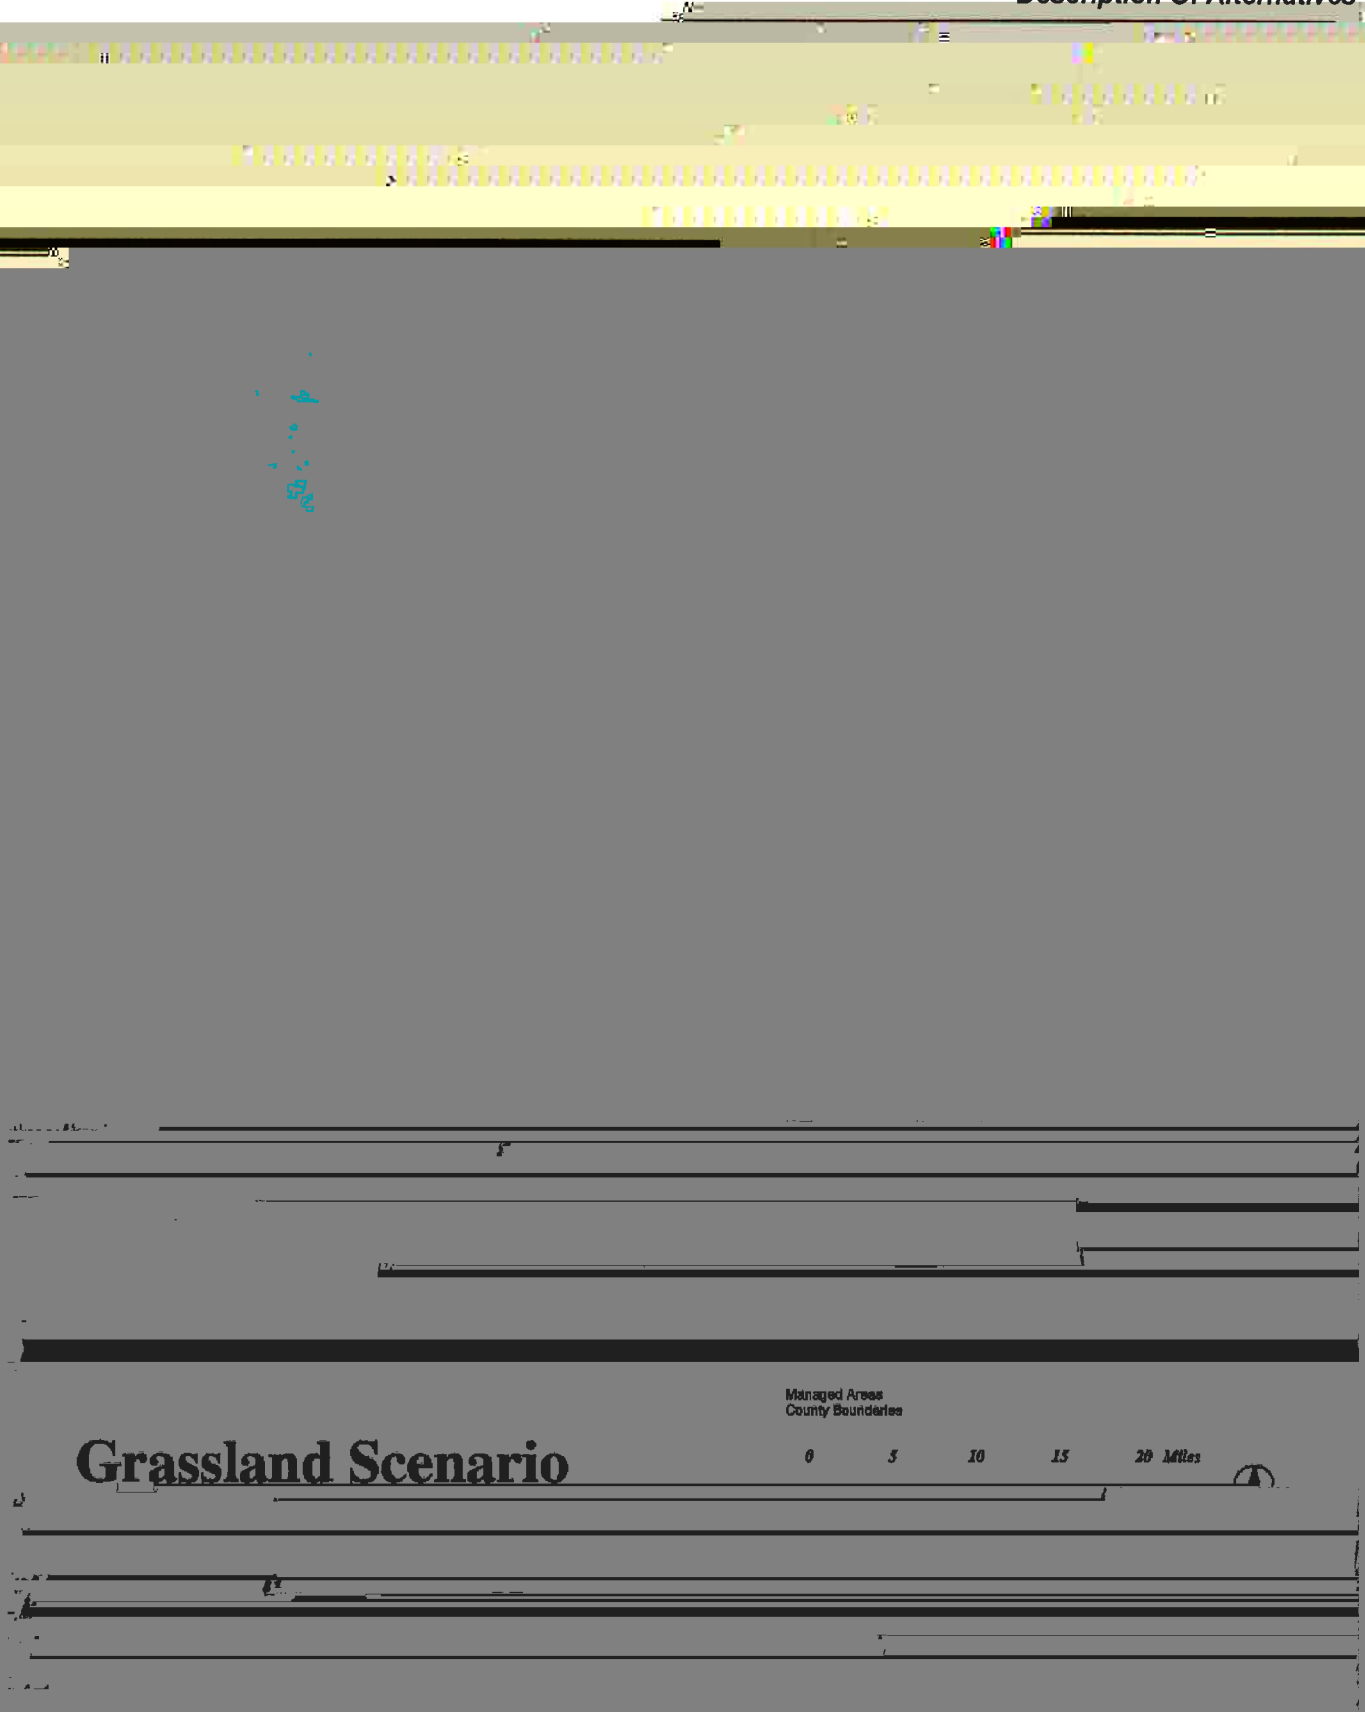 Description Of Alternatives
Managed Areas
County Boundaries
Grassland Scenario
0 5 10 15 20 Miles